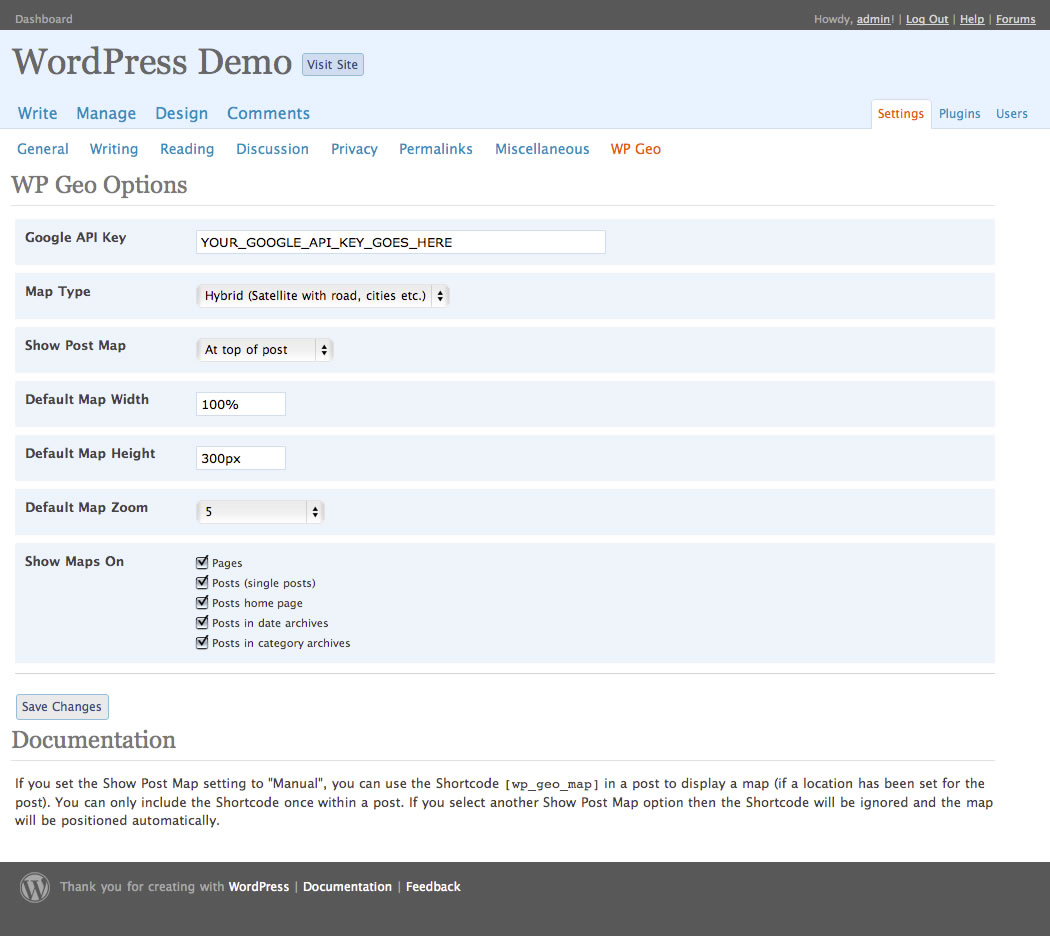 Dashboard Howdy, admin! | Log Out | Help | Forums
WordPress Demo Visit Site
Write Manage Design Comments Settings Plugins Users
General Writing Reading Discussion Privacy Permalinks Miscellaneous WP Geo
WP Geo Options
Google API Key YOUR_GOOGLE_API_KEY_GOES_HERE
Map Type Hybrid (Satellite with road, cities etc.)
Show Post Map At top of post
Default Map Width 100%
Default Map Height 300px
Default Map Zoom 5
Show Maps On Pages
Posts (single posts)
Posts home page
Posts in date archives
Posts in category archives
Save Changes
Documentation
If you set the Show Post Map setting to "Manual", you can use the Shortcode [wp_geo_map] in a post to display a map (if a location has been set for the
post). You can only include the Shortcode once within a post. If you select another Show Post Map option then the Shortcode will be ignored and the map
will be positioned automatically.
Thank you for creating with WordPress | Documentation | Feedback